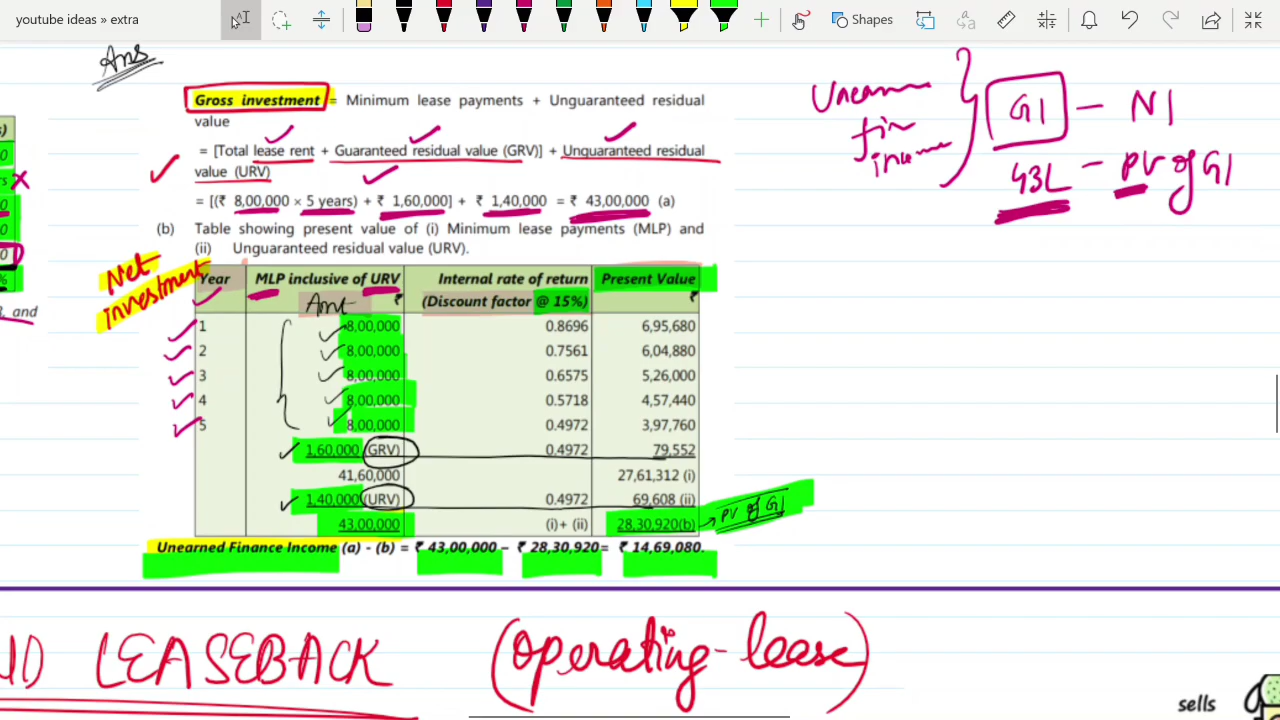 youtube ideas » extra
Shapes
Ans
Gross investment = Minimum lease payments + Unguaranteed residual
value
= [Total lease rent + Guaranteed residual value (GRV)] + Unguaranteed residual
value (URV)
= [(₹ 8,00,000 × 5 years) + ₹ 1,60,000] + ₹ 1,40,000 = ₹ 43,00,000 (a)
(b) Table showing present value of (i) Minimum lease payments (MLP) and
(ii) Unguaranteed residual value (URV).
Unearne
fin
income
GI - NI
43L - PV of GI
Net
investment
Year MLP inclusive of URV Internal rate of return Present Value
Amt ₹ (Discount factor @ 15%) ₹
1 8,00,000 0.8696 6,95,680
2 8,00,000 0.7561 6,04,880
3 8,00,000 0.6575 5,26,000
4 8,00,000 0.5718 4,57,440
5 8,00,000 0.4972 3,97,760
1,60,000 (GRV) 0.4972 79,552
41,60,000 27,61,312 (i)
1,40,000 (URV) 0.4972 69,608 (ii)
43,00,000 (i)+ (ii) 28,30,920(b) → PV of GI
Unearned Finance Income (a) - (b) = ₹ 43,00,000 – ₹ 28,30,920= ₹ 14,69,080.
LEASEBACK (operating-lease)
sells
s)
0
rs x
0
0
0
%
3, and